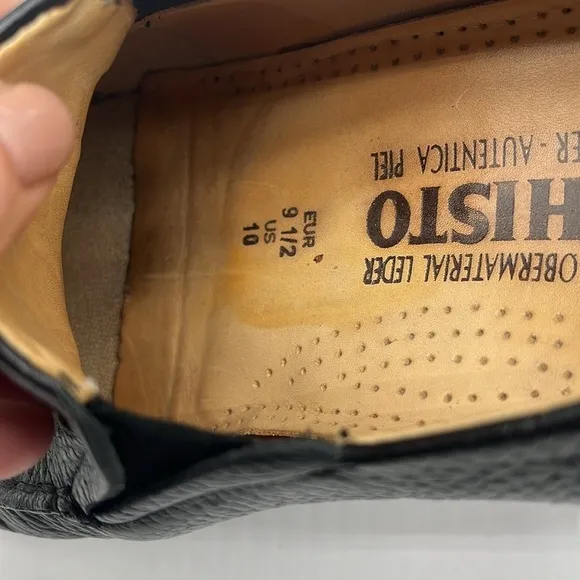 OBERMATERIAL LEDER
HISTO
ER - AUTENTICA PIEL
EUR
9 1/2
US
10